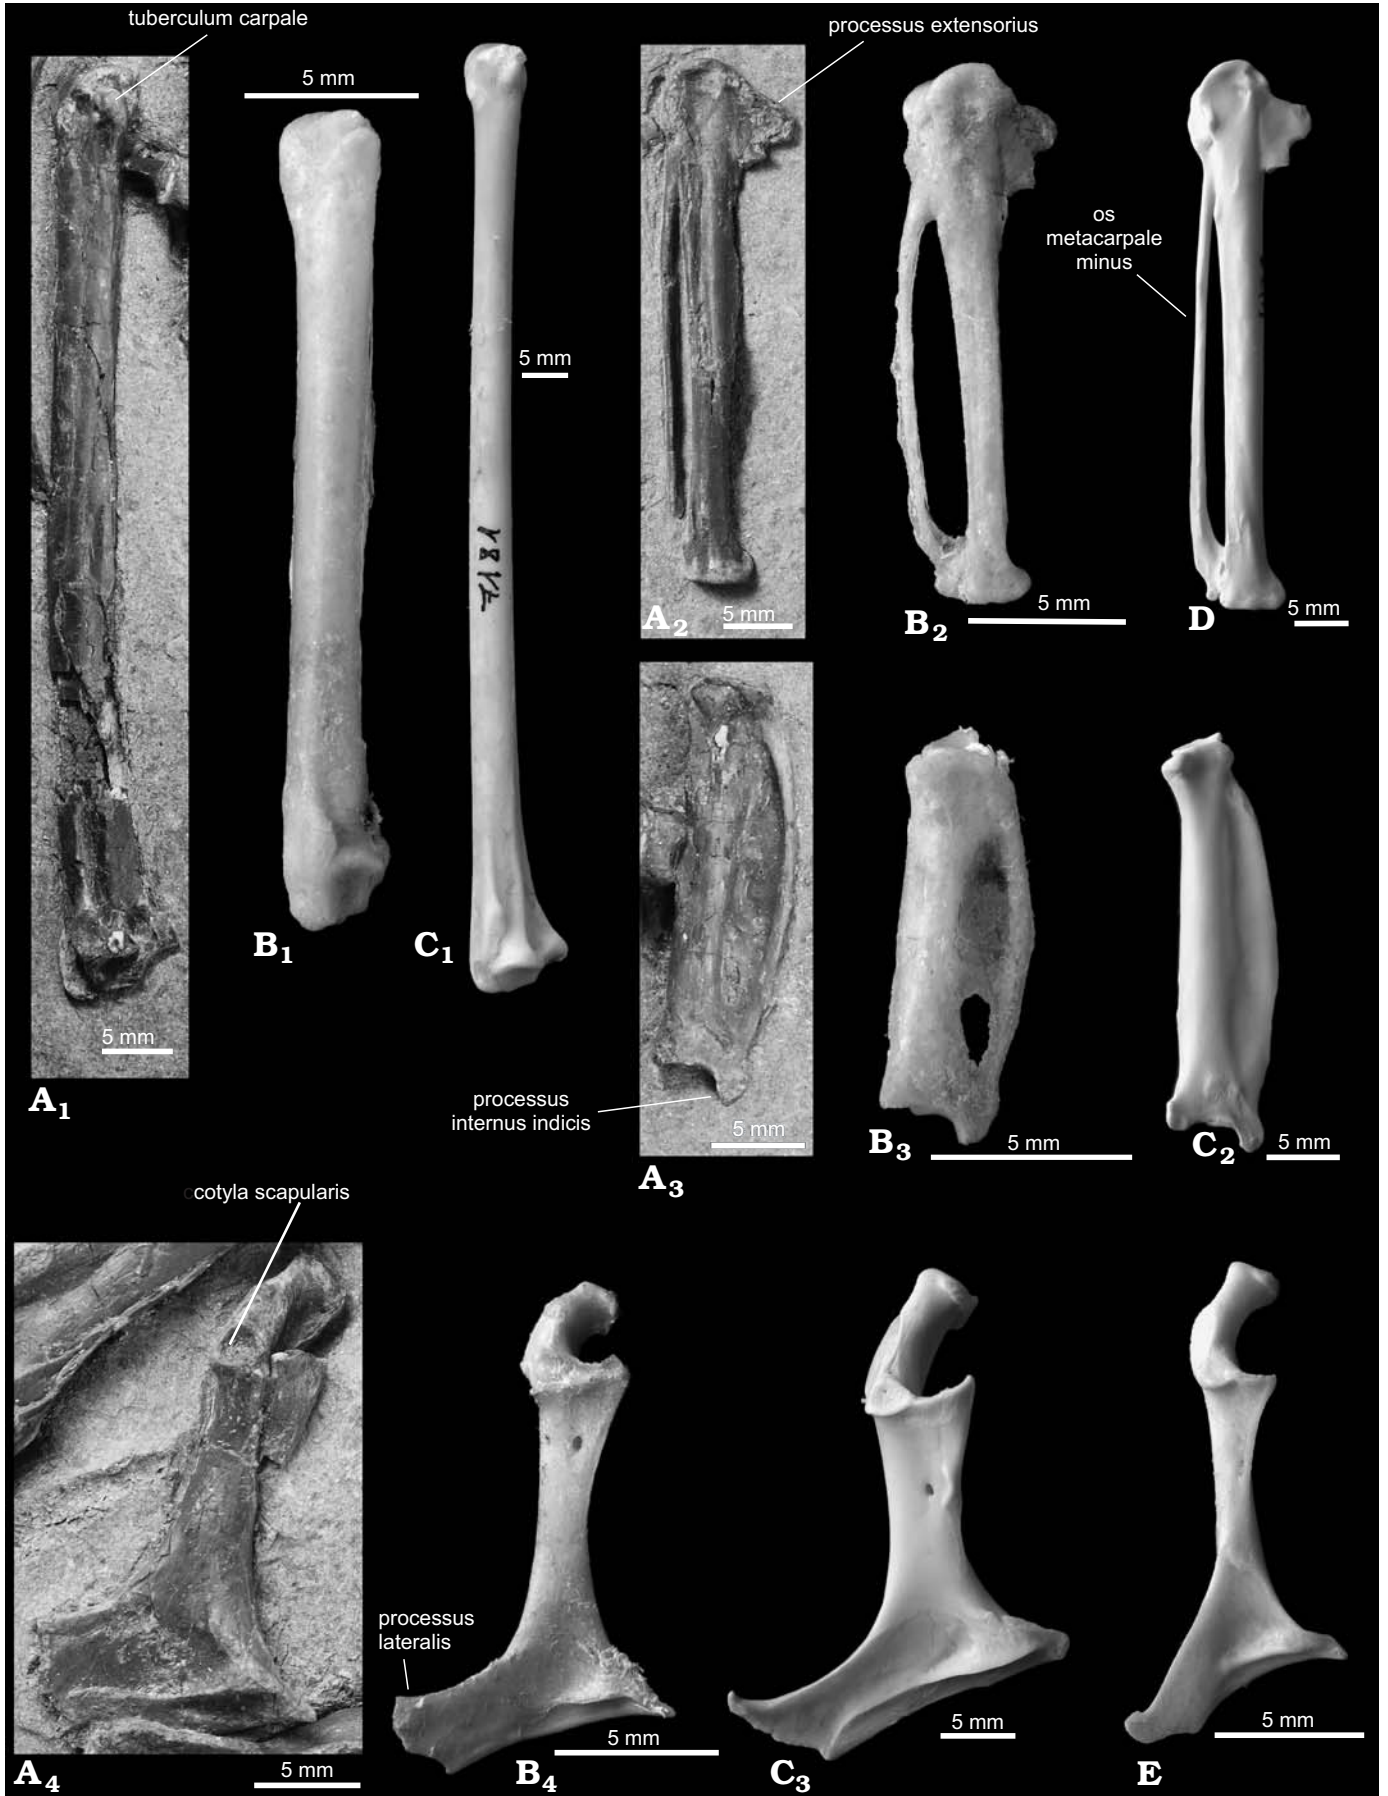 tuberculum carpale
5 mm
processus extensorius
os
metacarpale
minus
5 mm
5 mm
A1
B1
C1
5 mm
A2
5 mm
B2
5 mm
D
5 mm
processus
internus indicis
5 mm
A3
B3
5 mm
C2
5 mm
cotyla scapularis
processus
lateralis
A4
5 mm
B4
5 mm
C3
5 mm
E
5 mm